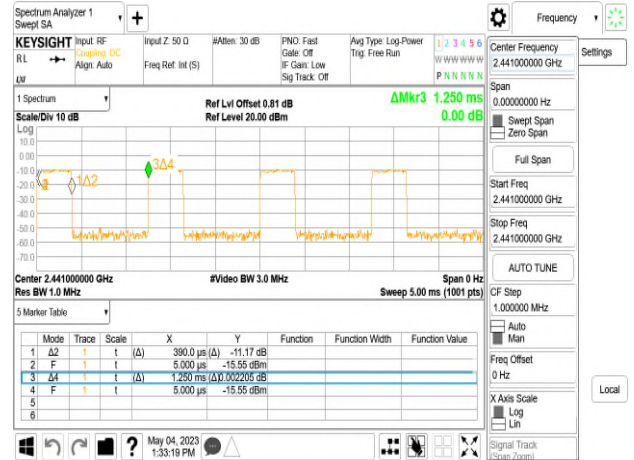 Spectrum Analyzer 1
Swept SA
Frequency
KEYSIGHT
RL
Input: RF
Coupling: DC
Align: Auto
Input Z: 50 Ω
Freq Ref: Int (S)
#Atten: 30 dB
PNO: Fast
Gate: Off
IF Gain: Low
Sig Track: Off
Avg Type: Log-Power
Trig: Free Run
1 2 3 4 5 6
W W W W W W
P N N N N N
Center Frequency
2.441000000 GHz
Settings
Span
0.00000000 Hz
Swept Span
Zero Span
Full Span
Start Freq
2.441000000 GHz
Stop Freq
2.441000000 GHz
AUTO TUNE
CF Step
1.000000 MHz
Auto
Man
Freq Offset
0 Hz
X Axis Scale
Log
Lin
Signal Track
(Span Zoom)
Local
1 Spectrum
Scale/Div 10 dB
Ref Lvl Offset 0.81 dB
Ref Level 20.00 dBm
ΔMkr3 1.250 ms
0.00 dB
Log
10.0
0.00
-10.0
-20.0
-30.0
-40.0
-50.0
-60.0
-70.0
1Δ2
3Δ4
Center 2.441000000 GHz
Res BW 1.0 MHz
#Video BW 3.0 MHz
Span 0 Hz
Sweep 5.00 ms (1001 pts)
5 Marker Table
Mode Trace Scale X Y Function Function Width Function Value
1 Δ2 1 t (Δ) 390.0 µs (Δ) -11.17 dB
2 F 1 t 5.000 µs -15.55 dBm
3 Δ4 1 t (Δ) 1.250 ms (Δ) 0.002205 dB
4 F 1 t 5.000 µs -15.55 dBm
5
6
?
May 04, 2023
1:33:19 PM